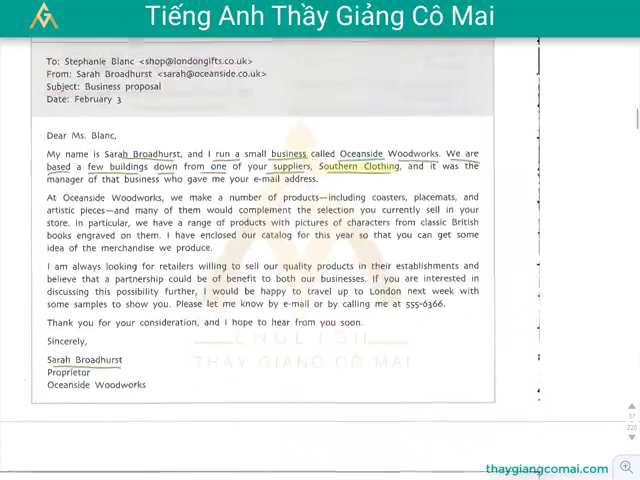 Tiếng Anh Thầy Giảng Cô Mai
To: Stephanie Blanc <shop@londongifts.co.uk>
From: Sarah Broadhurst <sarah@oceanside.co.uk>
Subject: Business proposal
Date: February 3
Dear Ms. Blanc,
My name is Sarah Broadhurst, and I run a small business called Oceanside Woodworks. We are
based a few buildings down from one of your suppliers, Southern Clothing, and it was the
manager of that business who gave me your e-mail address.
At Oceanside Woodworks, we make a number of products—including coasters, placemats, and
artistic pieces—and many of them would complement the selection you currently sell in your
store. In particular, we have a range of products with pictures of characters from classic British
books engraved on them. I have enclosed our catalog for this year so that you can get some
idea of the merchandise we produce.
I am always looking for retailers willing to sell our quality products in their establishments and
believe that a partnership could be of benefit to both our businesses. If you are interested in
discussing this possibility further, I would be happy to travel up to London next week with
some samples to show you. Please let me know by e-mail or by calling me at 555-6366.
Thank you for your consideration, and I hope to hear from you soon.
Sincerely,
ENGLISH
Sarah Broadhurst
THẦY GIẢNG CÔ MAI
Proprietor
Oceanside Woodworks
37
220
thaygiangcomai.com